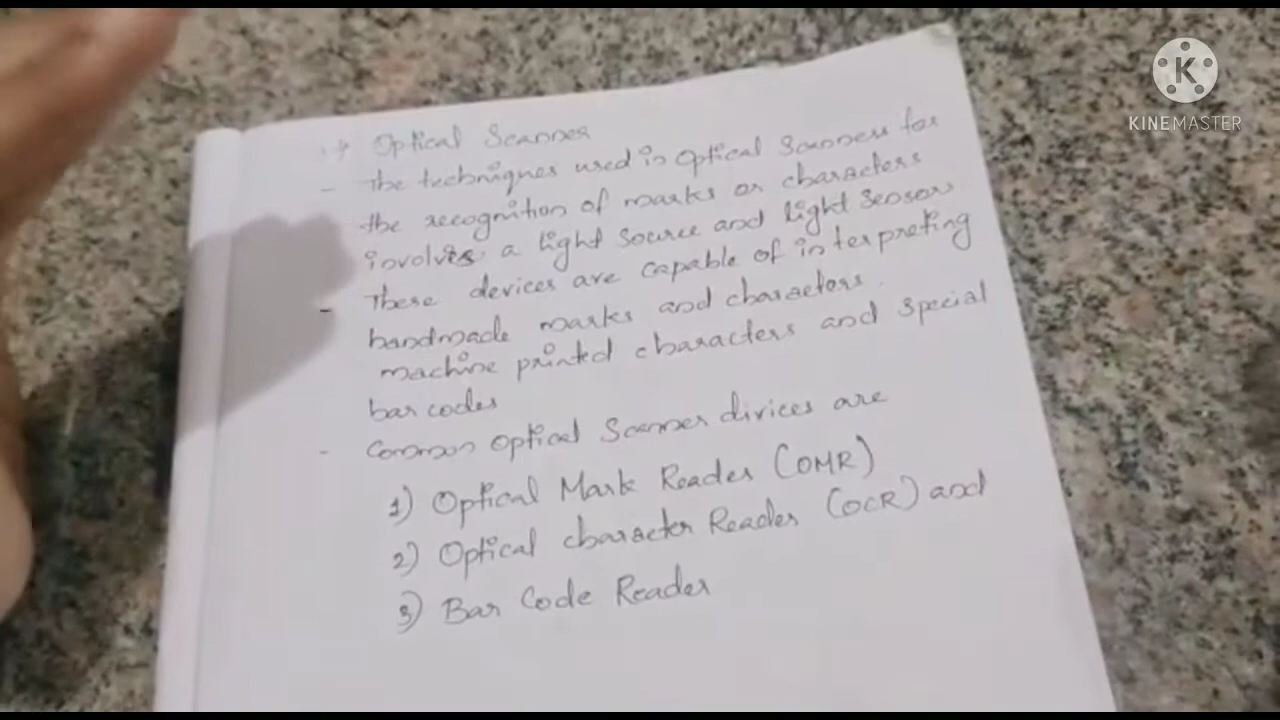 → Optical Scanner
- The techniques used in optical Scanners for
the recognition of marks or characters
involves a light source and light sensor
- These devices are capable of interpreting
handmade marks and characters.
machine printed characters and special
bar codes
- Common optical Scanner divices are
1) Optical Mark Reader (OMR)
2) Optical character Reader (OCR) and
3) Bar Code Reader
K
KINEMASTER